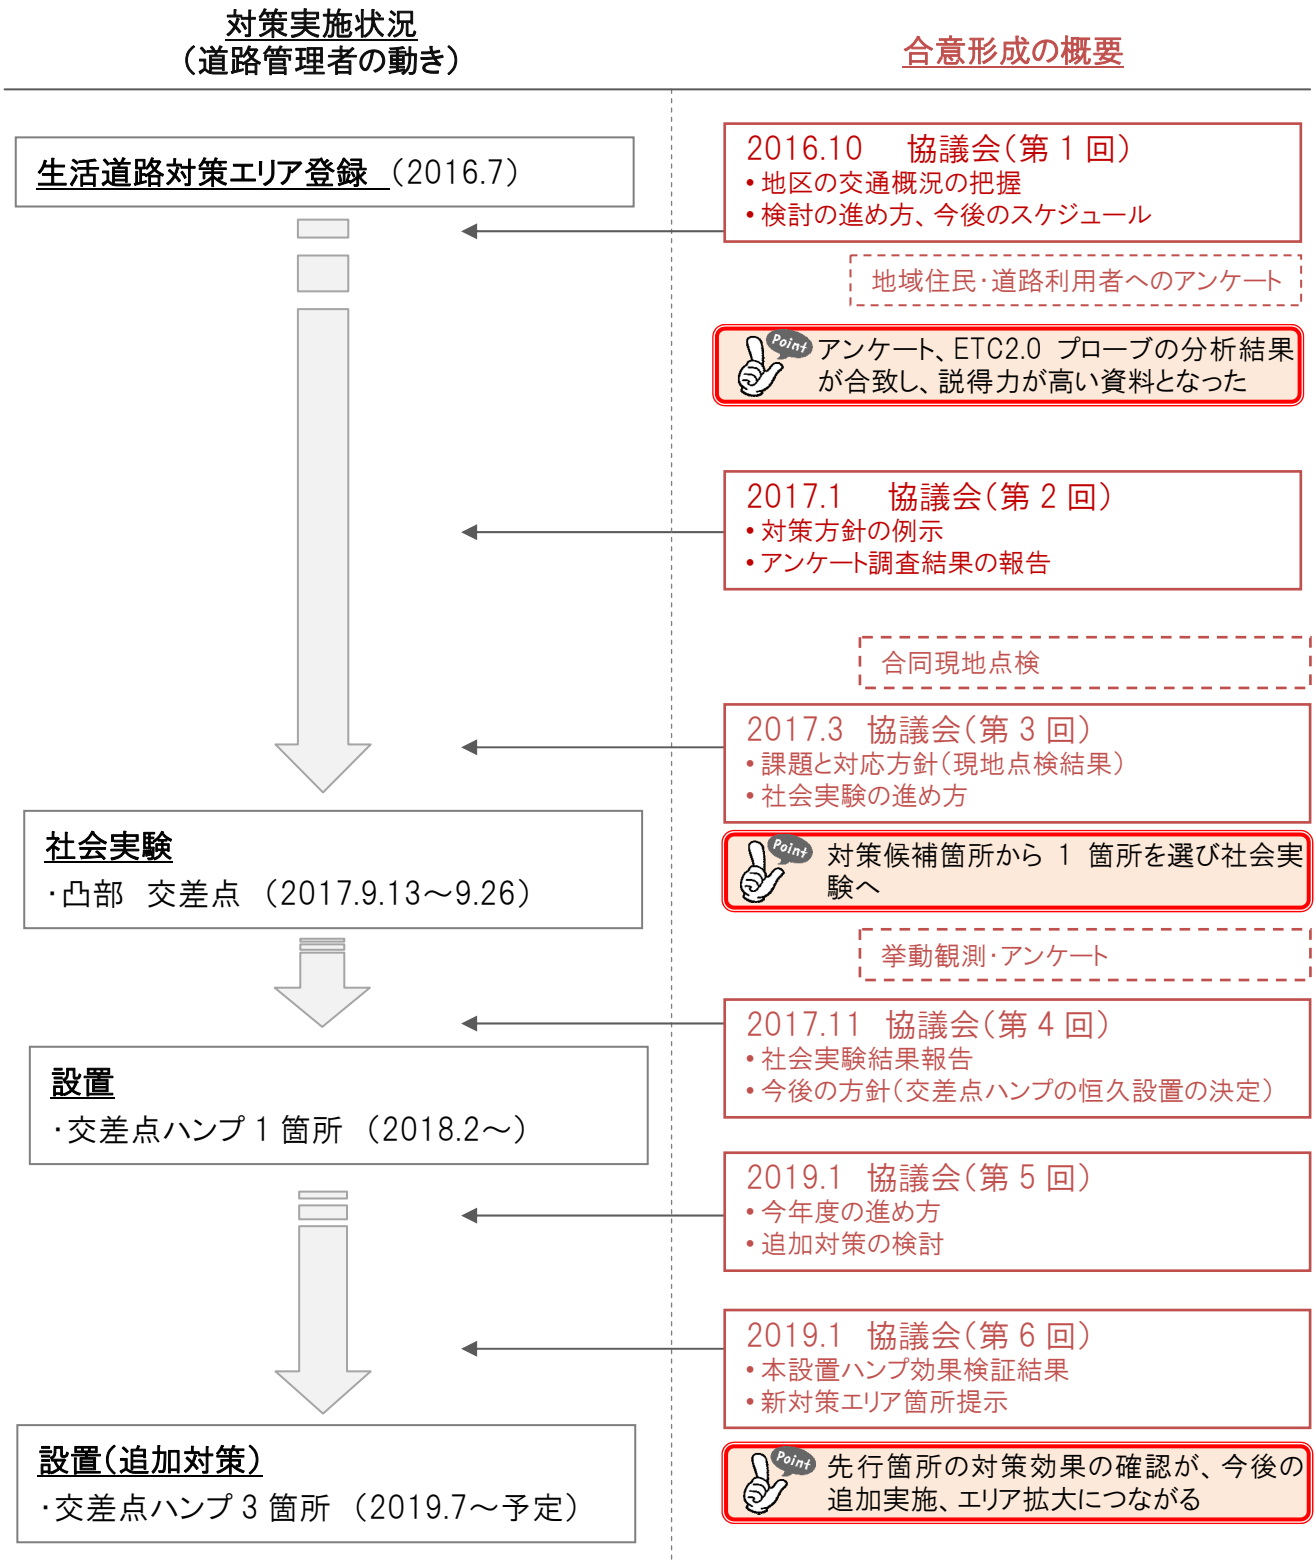 対策実施状況
（道路管理者の動き）
合意形成の概要
生活道路対策エリア登録 （2016.7）
2016.10 協議会（第 1 回）
・地区の交通概況の把握
・検討の進め方、今後のスケジュール
地域住民・道路利用者へのアンケート
Point
アンケート、ETC2.0 プローブの分析結果
が合致し、説得力が高い資料となった
2017.1 協議会（第 2 回）
・対策方針の例示
・アンケート調査結果の報告
合同現地点検
2017.3 協議会（第 3 回）
・課題と対応方針（現地点検結果）
・社会実験の進め方
社会実験
・凸部 交差点 （2017.9.13～9.26）
Point
対策候補箇所から 1 箇所を選び社会実
験へ
挙動観測・アンケート
2017.11 協議会（第 4 回）
・社会実験結果報告
・今後の方針（交差点ハンプの恒久設置の決定）
設置
・交差点ハンプ 1 箇所 （2018.2～）
2019.1 協議会（第 5 回）
・今年度の進め方
・追加対策の検討
2019.1 協議会（第 6 回）
・本設置ハンプ効果検証結果
・新対策エリア箇所提示
設置（追加対策）
・交差点ハンプ 3 箇所 （2019.7～予定）
Point
先行箇所の対策効果の確認が、今後の
追加実施、エリア拡大につながる